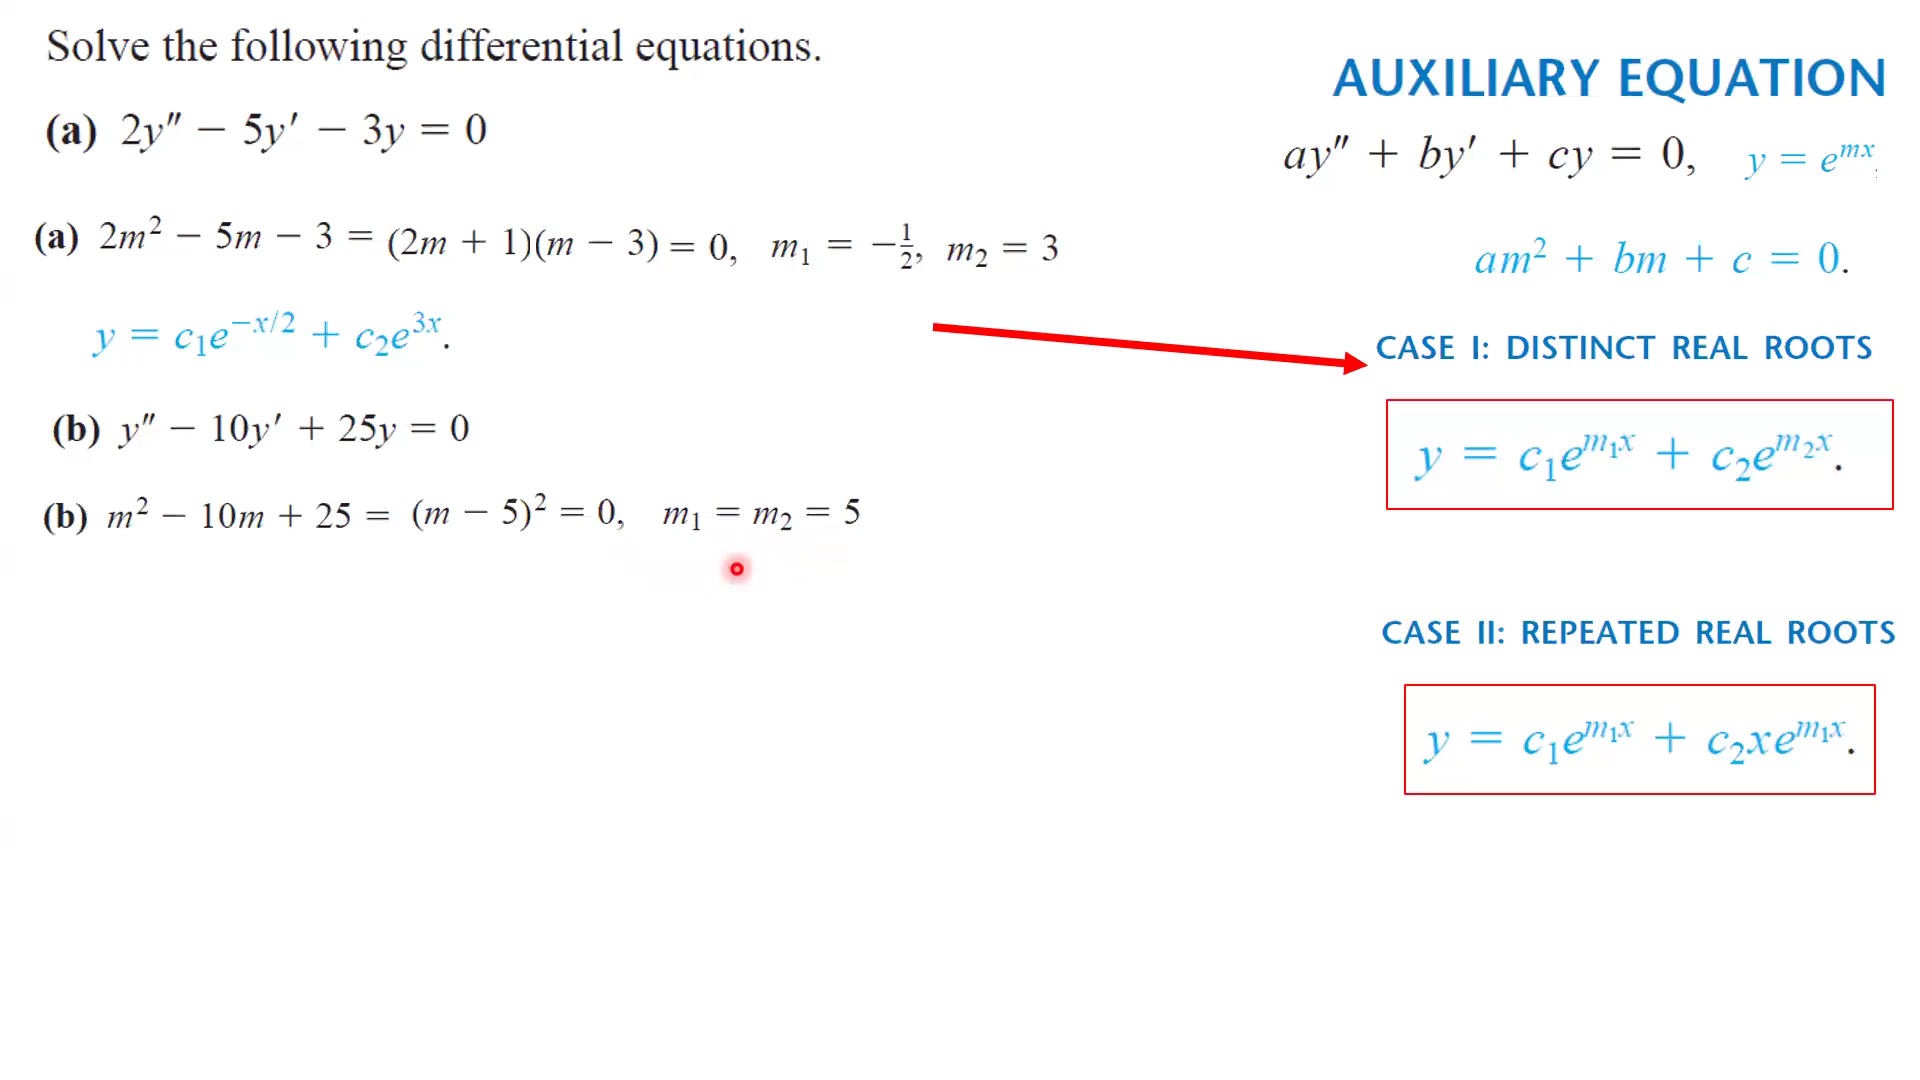 Solve the following differential equations.
(a) 2y″ − 5y′ − 3y = 0
(a) 2m² − 5m − 3 = (2m + 1)(m − 3) = 0, m₁ = −1/2, m₂ = 3
y = c₁e^(−x/2) + c₂e^(3x).
(b) y″ − 10y′ + 25y = 0
(b) m² − 10m + 25 = (m − 5)² = 0, m₁ = m₂ = 5
AUXILIARY EQUATION
ay″ + by′ + cy = 0, y = e^(mx)
am² + bm + c = 0.
CASE I: DISTINCT REAL ROOTS
y = c₁e^(m₁x) + c₂e^(m₂x).
CASE II: REPEATED REAL ROOTS
y = c₁e^(m₁x) + c₂xe^(m₁x).